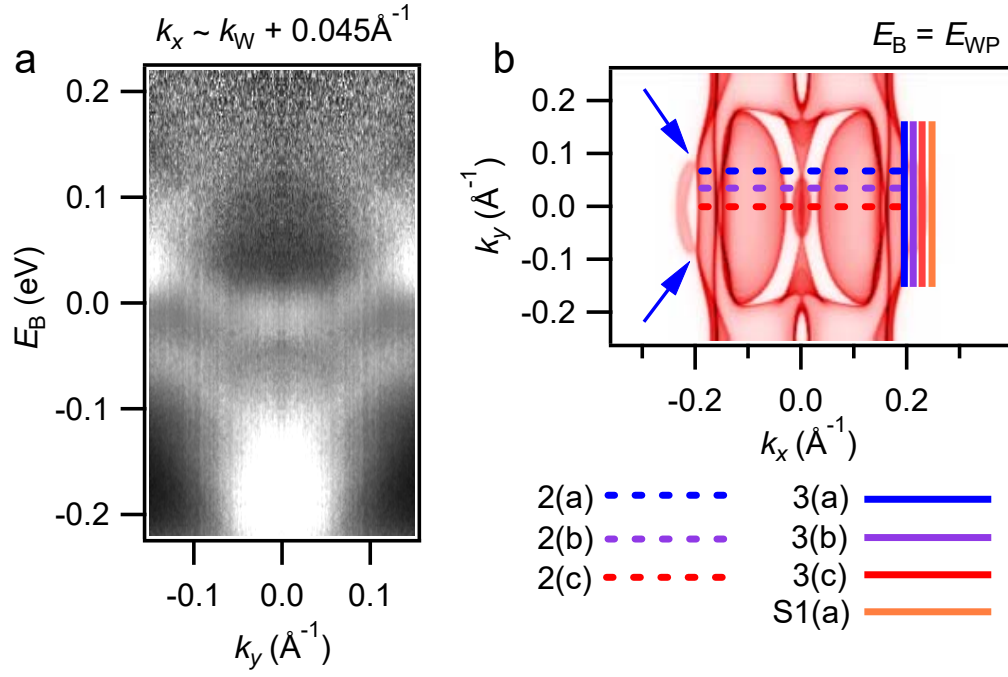 a
k_x ~ k_W + 0.045Å⁻¹
E_B (eV)
0.2
0.1
0.0
-0.1
-0.2
-0.1 0.0 0.1
k_y (Å⁻¹)
b
E_B = E_WP
k_y (Å⁻¹)
0.2
0.1
0.0
-0.1
-0.2
-0.2 0.0 0.2
k_x (Å⁻¹)
2(a)
2(b)
2(c)
3(a)
3(b)
3(c)
S1(a)